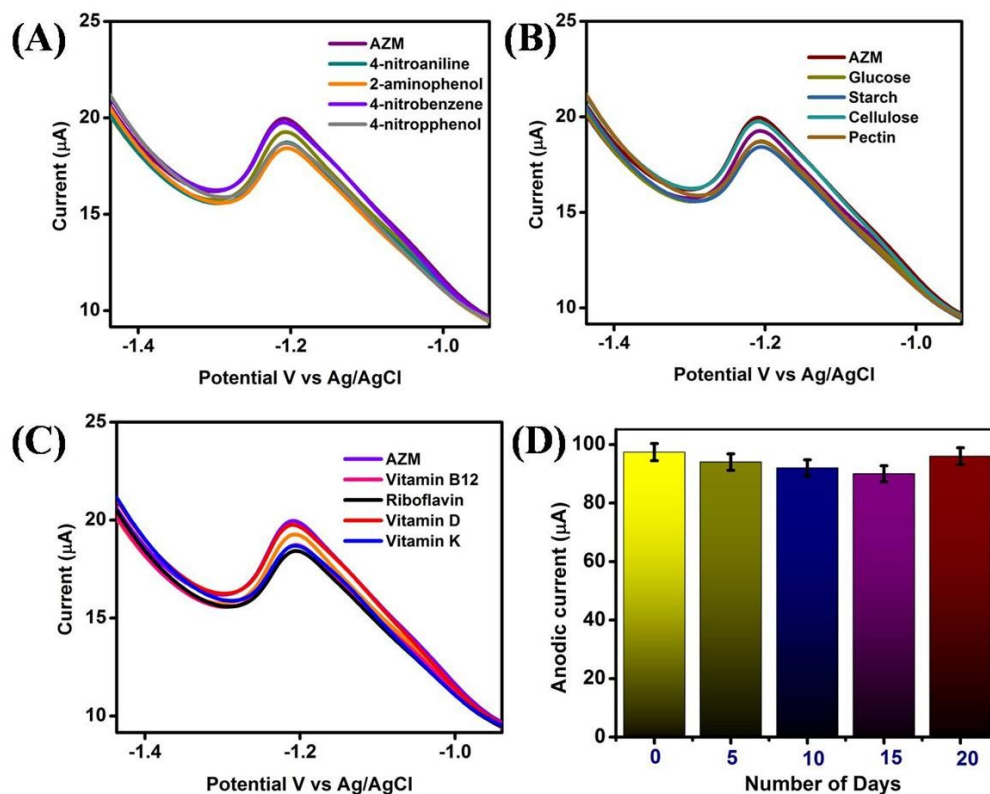 (A)
25
20
15
10
Current (µA)
AZM
4-nitroaniline
2-aminophenol
4-nitrobenzene
4-nitropphenol
-1.4
-1.2
-1.0
Potential V vs Ag/AgCl
(B)
25
20
15
10
Current (µA)
AZM
Glucose
Starch
Cellulose
Pectin
-1.4
-1.2
-1.0
Potential V vs Ag/AgCl
(C)
25
20
15
10
Current (µA)
AZM
Vitamin B12
Riboflavin
Vitamin D
Vitamin K
-1.4
-1.2
-1.0
Potential V vs Ag/AgCl
(D)
100
80
60
40
20
0
Anodic current (µA)
0
5
10
15
20
Number of Days